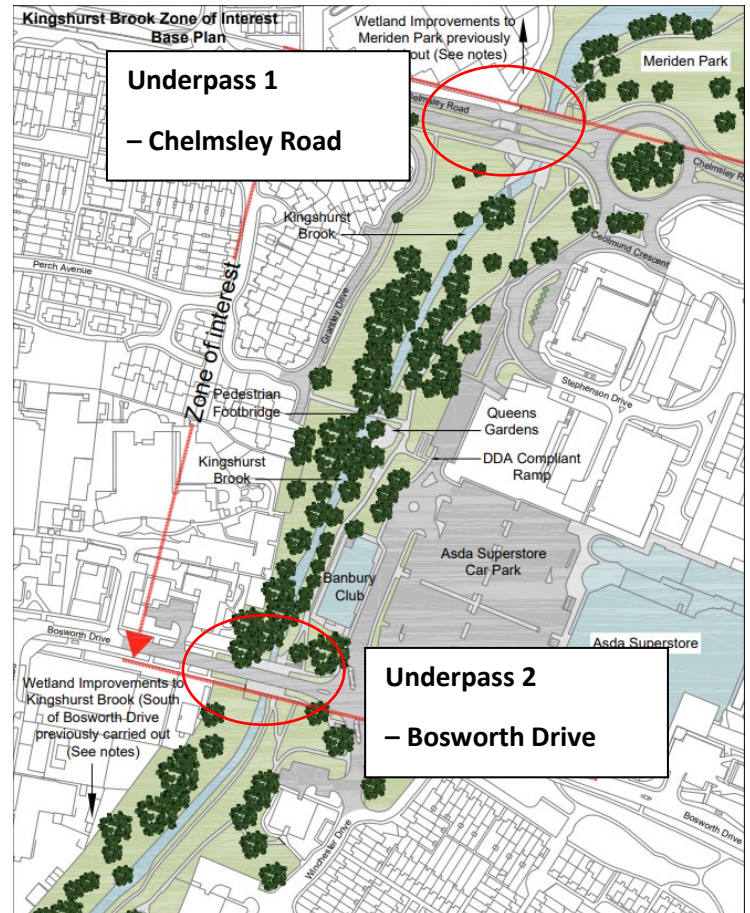 Kingshurst Brook Zone of Interest
Base Plan
Wetland Improvements to
Meriden Park previously
out (See notes)
Meriden Park
Underpass 1
– Chelmsley Road
Chelmsley Road
Chelmsley R
Kingshurst
Brook
Ceolmund Crescent
Perch Avenue
Zone of interest
Grantley Drive
Stephenson Drive
Pedestrian
Footbridge
Queens
Gardens
Kingshurst
Brook
DDA Compliant
Ramp
Asda Superstore
Car Park
Banbury
Club
Bosworth Drive
Asda Superstore
Underpass 2
– Bosworth Drive
Wetland Improvements to
Kingshurst Brook (South
of Bosworth Drive
previously carried out
(See notes)
Bosworth Drive
Winchester Drive